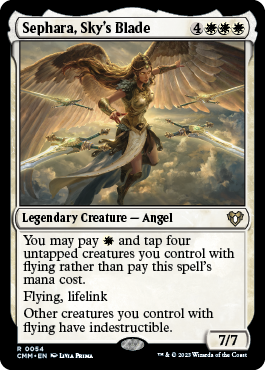 Sephara, Sky's Blade 4
Legendary Creature — Angel
You may pay and tap four
untapped creatures you control with
flying rather than pay this spell's
mana cost.
Flying, lifelink
Other creatures you control with
flying have indestructible.
7/7
R 0054
CMM • EN Livia Prima
™ & © 2023 Wizards of the Coast